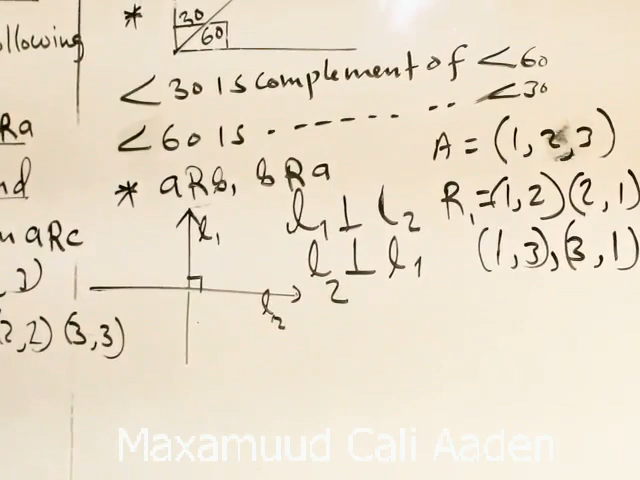 ollowing
Ra
nd
n aRc
, 3)
2,2) (3,3)
*
30
60
<30 is complement of <60
<60 is - - - - - - - - <30
* aRb, bRa
l₁ ⊥ l₂
l₂ ⊥ l₁
l₁
l₂
A = (1,2,3)
R₁=(1,2)(2,1)
(1,3),(3,1)
Maxamuud Cali Aaden